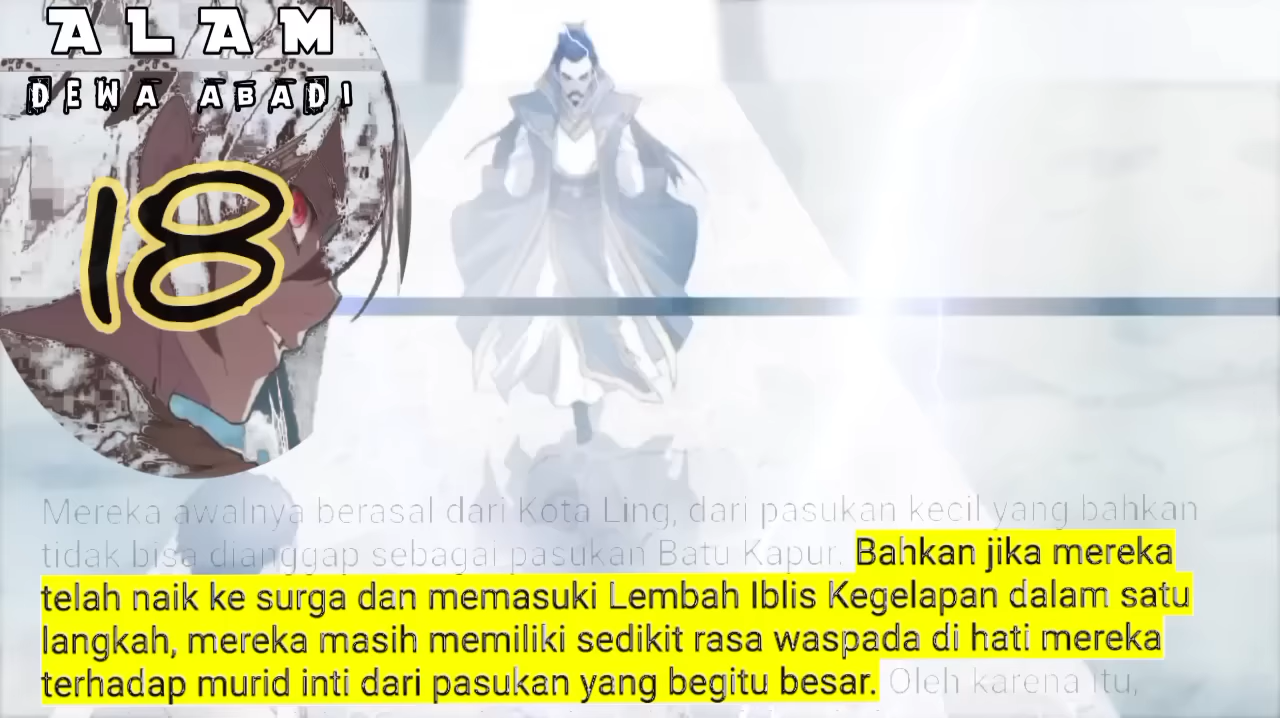 ALAM
DEWA ABADI
18
Mereka awalnya berasal dari Kota Ling, dari pasukan kecil yang bahkan
tidak bisa dianggap sebagai pasukan Batu Kapur. Bahkan jika mereka
telah naik ke surga dan memasuki Lembah Iblis Kegelapan dalam satu
langkah, mereka masih memiliki sedikit rasa waspada di hati mereka
terhadap murid inti dari pasukan yang begitu besar. Oleh karena itu,